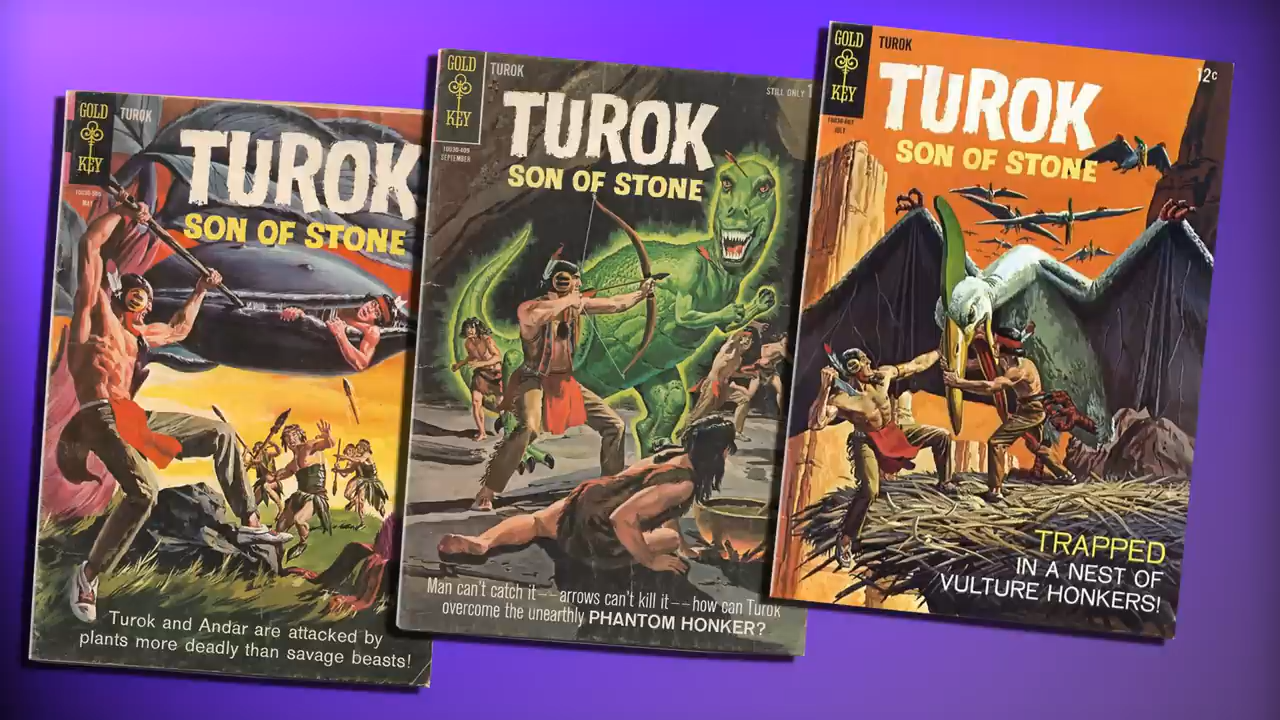 GOLD
KEY
TUROK
TUROK
SON OF STONE
Turok and Andar are attacked by
plants more deadly than savage beasts!
GOLD
KEY
TUROK
STILL ONLY 1
SEPTEMBER
TUROK
SON OF STONE
Man can't catch it--arrows can't kill it--how can Turok
overcome the unearthly PHANTOM HONKER?
GOLD
KEY
TUROK
12c
JULY
TUROK
SON OF STONE
TRAPPED
IN A NEST OF
VULTURE HONKERS!